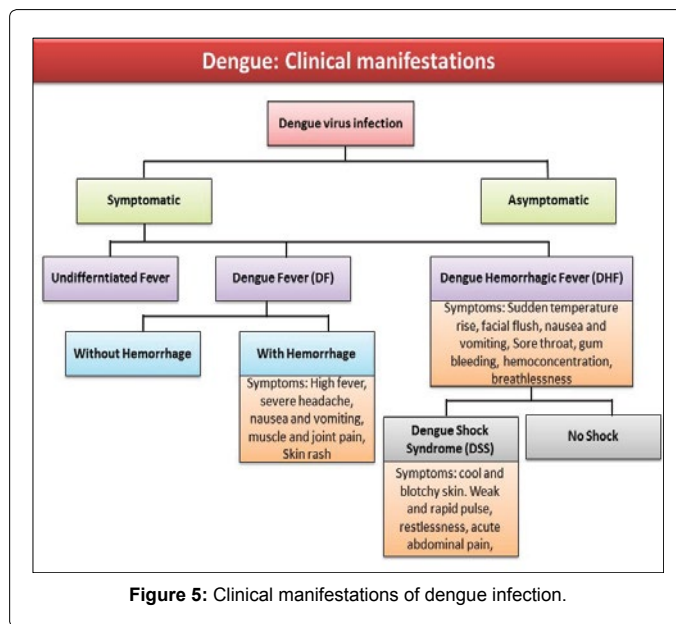 Dengue: Clinical manifestations
Dengue virus infection
Symptomatic
Asymptomatic
Undifferntiated Fever
Dengue Fever (DF)
Dengue Hemorrhagic Fever (DHF)
Symptoms: Sudden temperature
rise, facial flush, nausea and
vomiting, Sore throat, gum
bleeding, hemoconcentration,
breathlessness
Without Hemorrhage
With Hemorrhage
Symptoms: High fever,
severe headache,
nausea and vomiting,
muscle and joint pain,
Skin rash
Dengue Shock
Syndrome (DSS)
Symptoms: cool and
blotchy skin. Weak
and rapid pulse,
restlessness, acute
abdominal pain,
No Shock
Figure 5: Clinical manifestations of dengue infection.